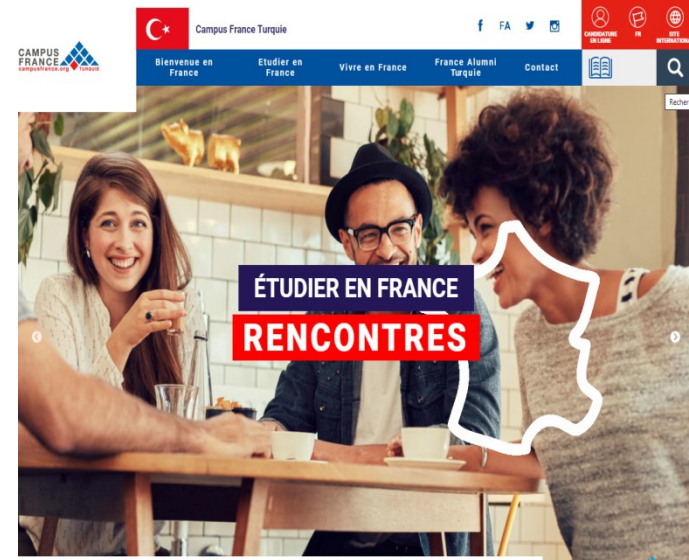 CAMPUS
FRANCE
campusfrance.org TURQUIE
Campus France Turquie
f FA
CANDIDATURE
EN LIGNE
FR
SITE
INTERNATIONAL
Bienvenue en
France
Etudier en
France
Vivre en France
France Alumni
Turquie
Contact
Recher
ÉTUDIER EN FRANCE
RENCONTRES